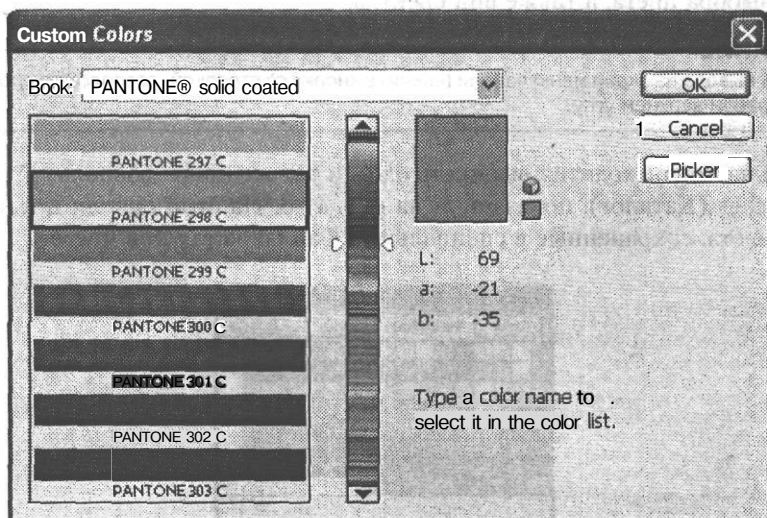 Custom Colors
Book: PANTONE® solid coated
OK
Cancel
Picker
PANTONE 297 C
PANTONE 298 C
PANTONE 299 C
PANTONE 300 C
PANTONE 301 C
PANTONE 302 C
PANTONE 303 C
L: 69
a: -21
b: -35
Type a color name to
select it in the color list.